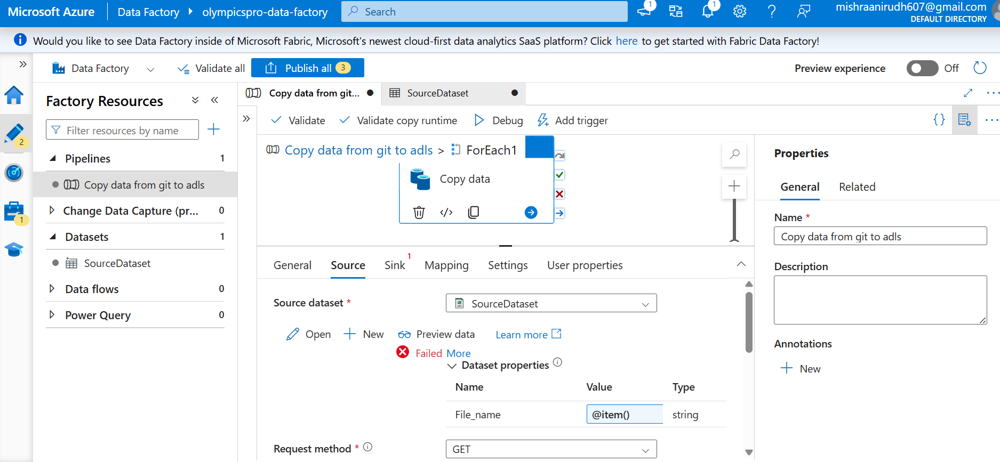 Microsoft Azure
Data Factory
olympicspro-data-factory
Search
1
1
mishraanirudh607@gmail.com
DEFAULT DIRECTORY
Would you like to see Data Factory inside of Microsoft Fabric, Microsoft's newest cloud-first data analytics SaaS platform? Click here to get started with Fabric Data Factory!
Data Factory
Validate all
Publish all 3
Preview experience
Off
2
1
Factory Resources
Filter resources by name
Pipelines 1
Copy data from git to adls
Change Data Capture (pr... 0
Datasets 1
SourceDataset
Data flows 0
Power Query 0
Copy data from git...
SourceDataset
Validate
Validate copy runtime
Debug
Add trigger
{}
Copy data from git to adls > ForEach1
Copy data
General
Source
Sink 1
Mapping
Settings
User properties
Source dataset *
SourceDataset
Open
New
Preview data
Learn more
Failed More
Dataset properties
Name Value Type
File_name @item() string
Request method *
GET
Properties
General
Related
Name *
Copy data from git to adls
Description
Annotations
New